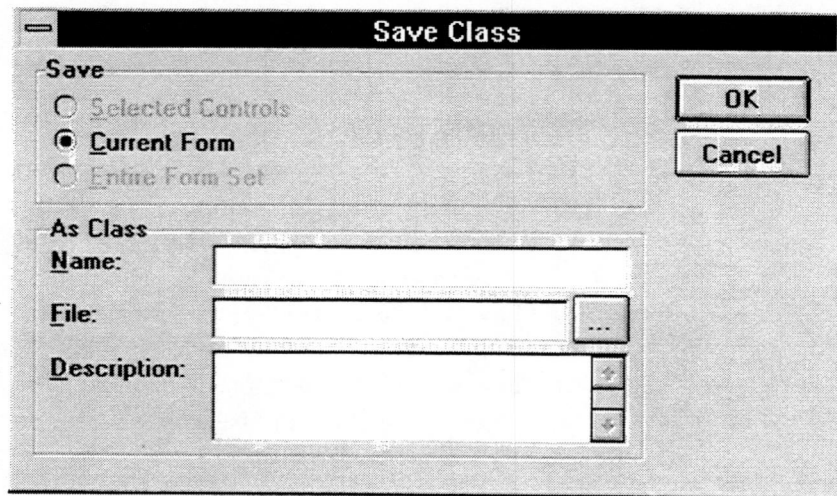 Save Class
Save
Selected Controls
Current Form
Entire Form Set
OK
Cancel
As Class
Name:
File:
...
Description: